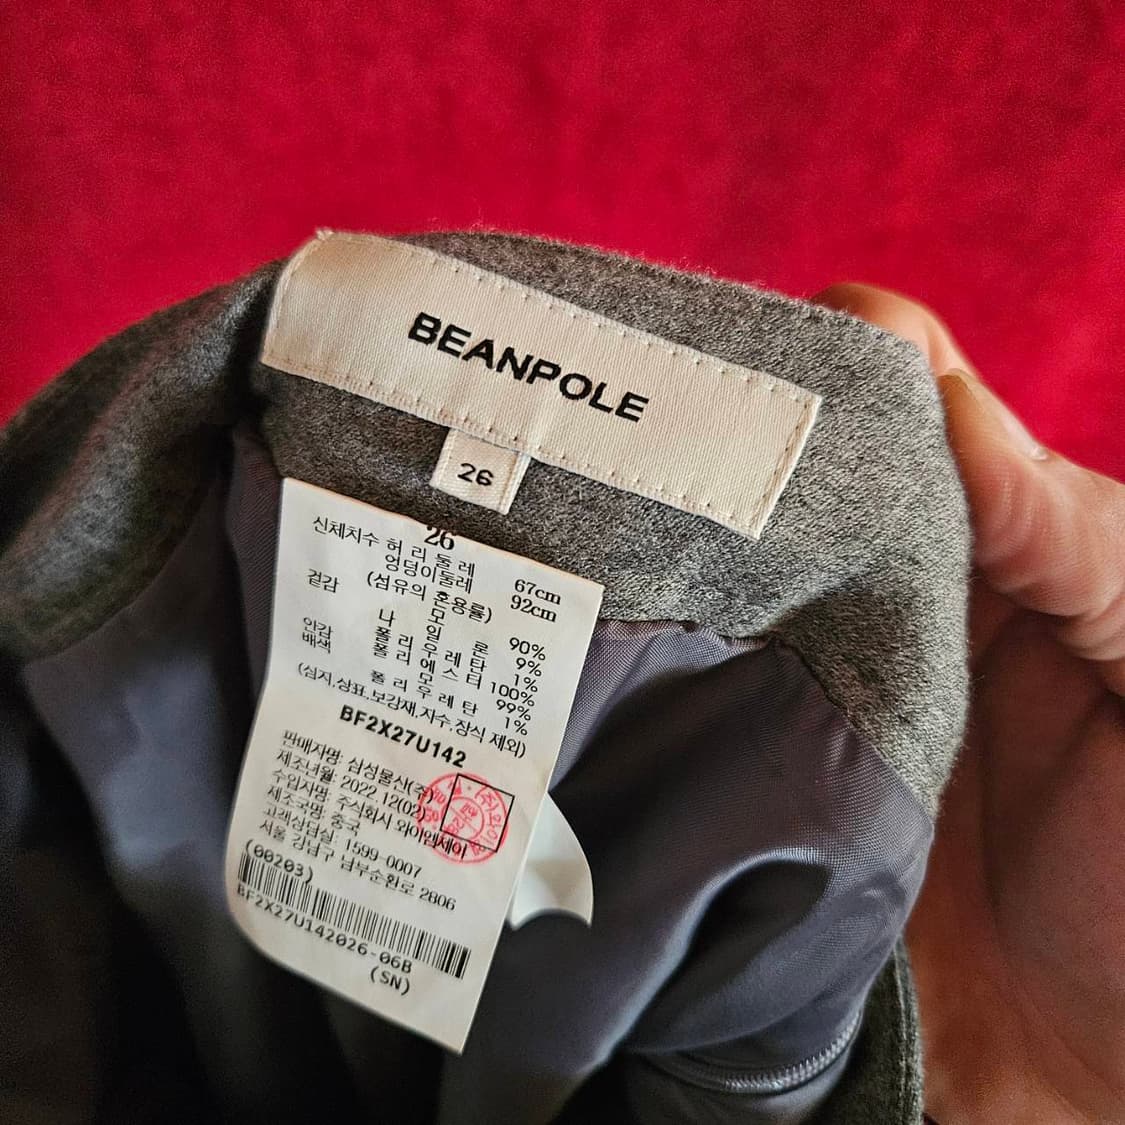 BEANPOLE
26
26
신체치수 허 리 둘 레 67cm
엉덩이둘레 92cm
(섬유의 혼용률)
겉감 모 90%
나 일 론 9%
폴 리 우 레 탄 1%
안감 폴 리 에 스 터 100%
배색 모 99%
폴 리 우 레 탄 1%
(심지,상표,보강재,자수,장식 제외)
BF2X27U142
판매자명: 삼성물산(주)
제조년월: 2022.12(02)
수입자명: 주식회사 와이엠제이
제조국명: 중국
고객상담실: 1599-0007
서울 강남구 남부순환로 2806
(00203)
BF2X27U142026-06B
(SN)